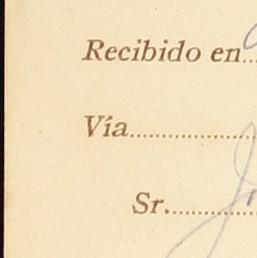 Recibido en
Vía
Sr.